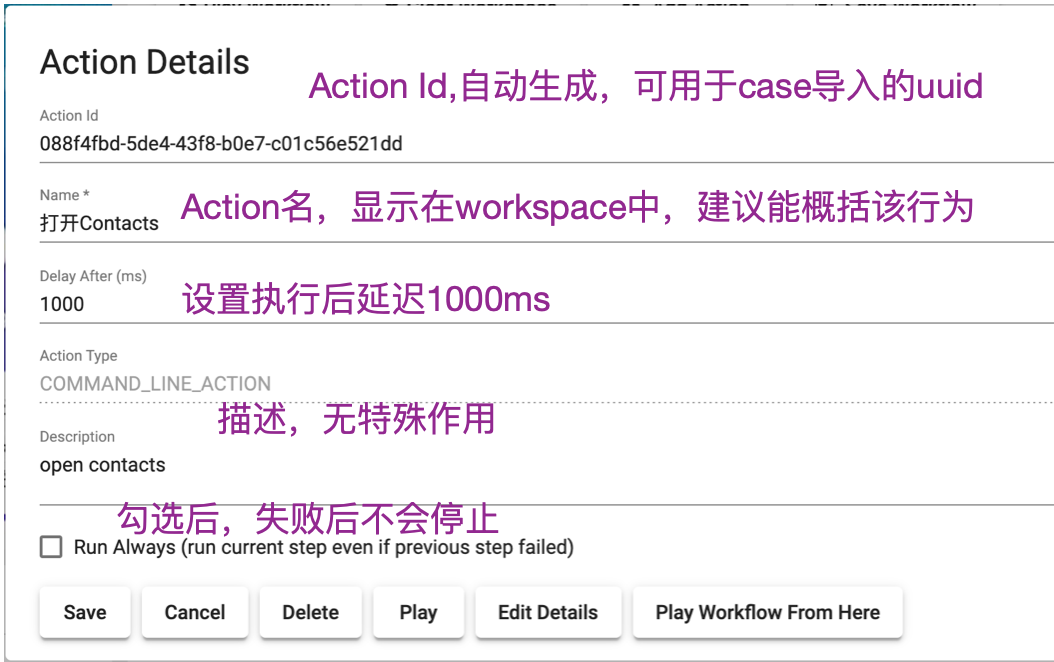 Action Details
Action Id,自动生成，可用于case导入的uuid
Action Id
088f4fbd-5de4-43f8-b0e7-c01c56e521dd
Name *
Action名，显示在workspace中，建议能概括该行为
打开Contacts
Delay After (ms)
设置执行后延迟1000ms
1000
Action Type
COMMAND_LINE_ACTION
描述，无特殊作用
Description
open contacts
勾选后，失败后不会停止
Run Always (run current step even if previous step failed)
Save Cancel Delete Play Edit Details Play Workflow From Here